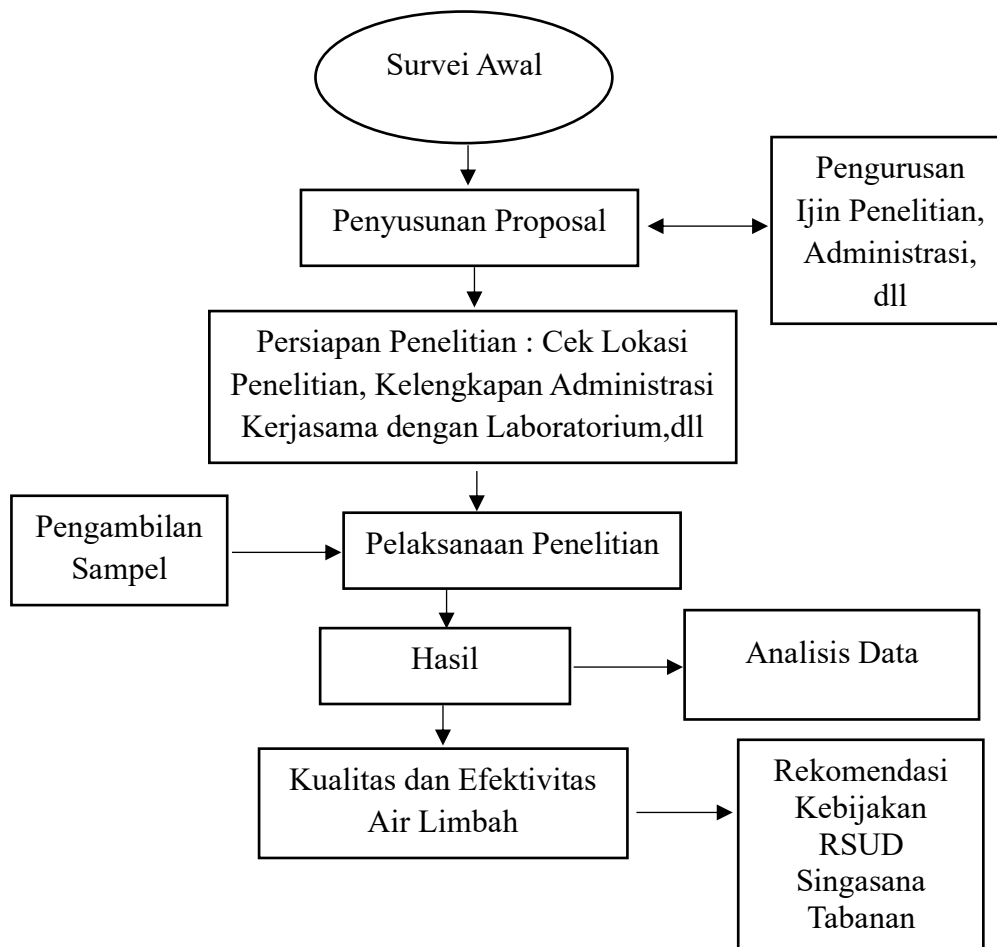 Survei Awal
Penyusunan Proposal
Pengurusan
Ijin Penelitian,
Administrasi,
dll
Persiapan Penelitian : Cek Lokasi
Penelitian, Kelengkapan Administrasi
Kerjasama dengan Laboratorium,dll
Pengambilan
Sampel
Pelaksanaan Penelitian
Hasil
Analisis Data
Kualitas dan Efektivitas
Air Limbah
Rekomendasi
Kebijakan
RSUD
Singasana
Tabanan